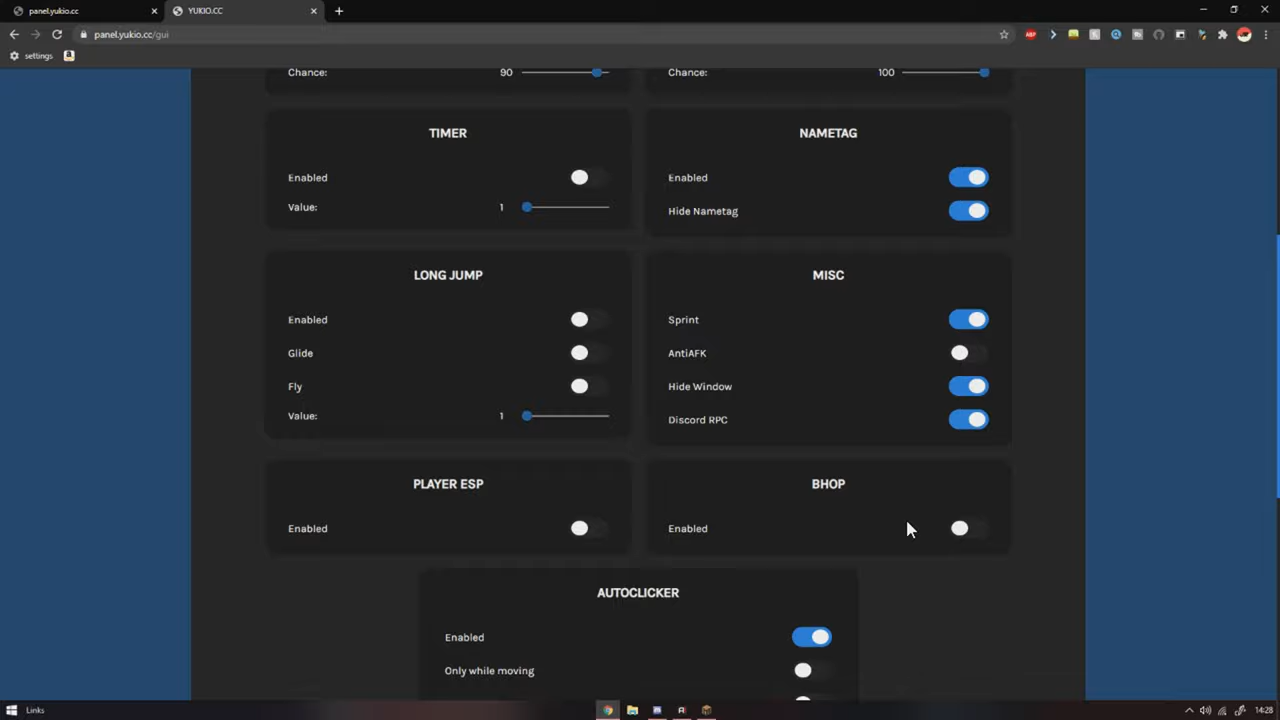 panel.yukio.cc
YUKIO.CC
panel.yukio.cc/gui
ABP
settings
Chance: 90
Chance: 100
TIMER
Enabled
Value: 1
NAMETAG
Enabled
Hide Nametag
LONG JUMP
Enabled
Glide
Fly
Value: 1
MISC
Sprint
AntiAFK
Hide Window
Discord RPC
PLAYER ESP
Enabled
BHOP
Enabled
AUTOCLICKER
Enabled
Only while moving
Links
14:28